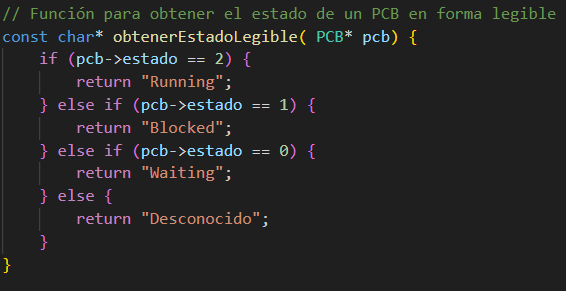 // Función para obtener el estado de un PCB en forma legible
const char* obtenerEstadoLegible( PCB* pcb) {
    if (pcb->estado == 2) {
        return "Running";
    } else if (pcb->estado == 1) {
        return "Blocked";
    } else if (pcb->estado == 0) {
        return "Waiting";
    } else {
        return "Desconocido";
    }
}